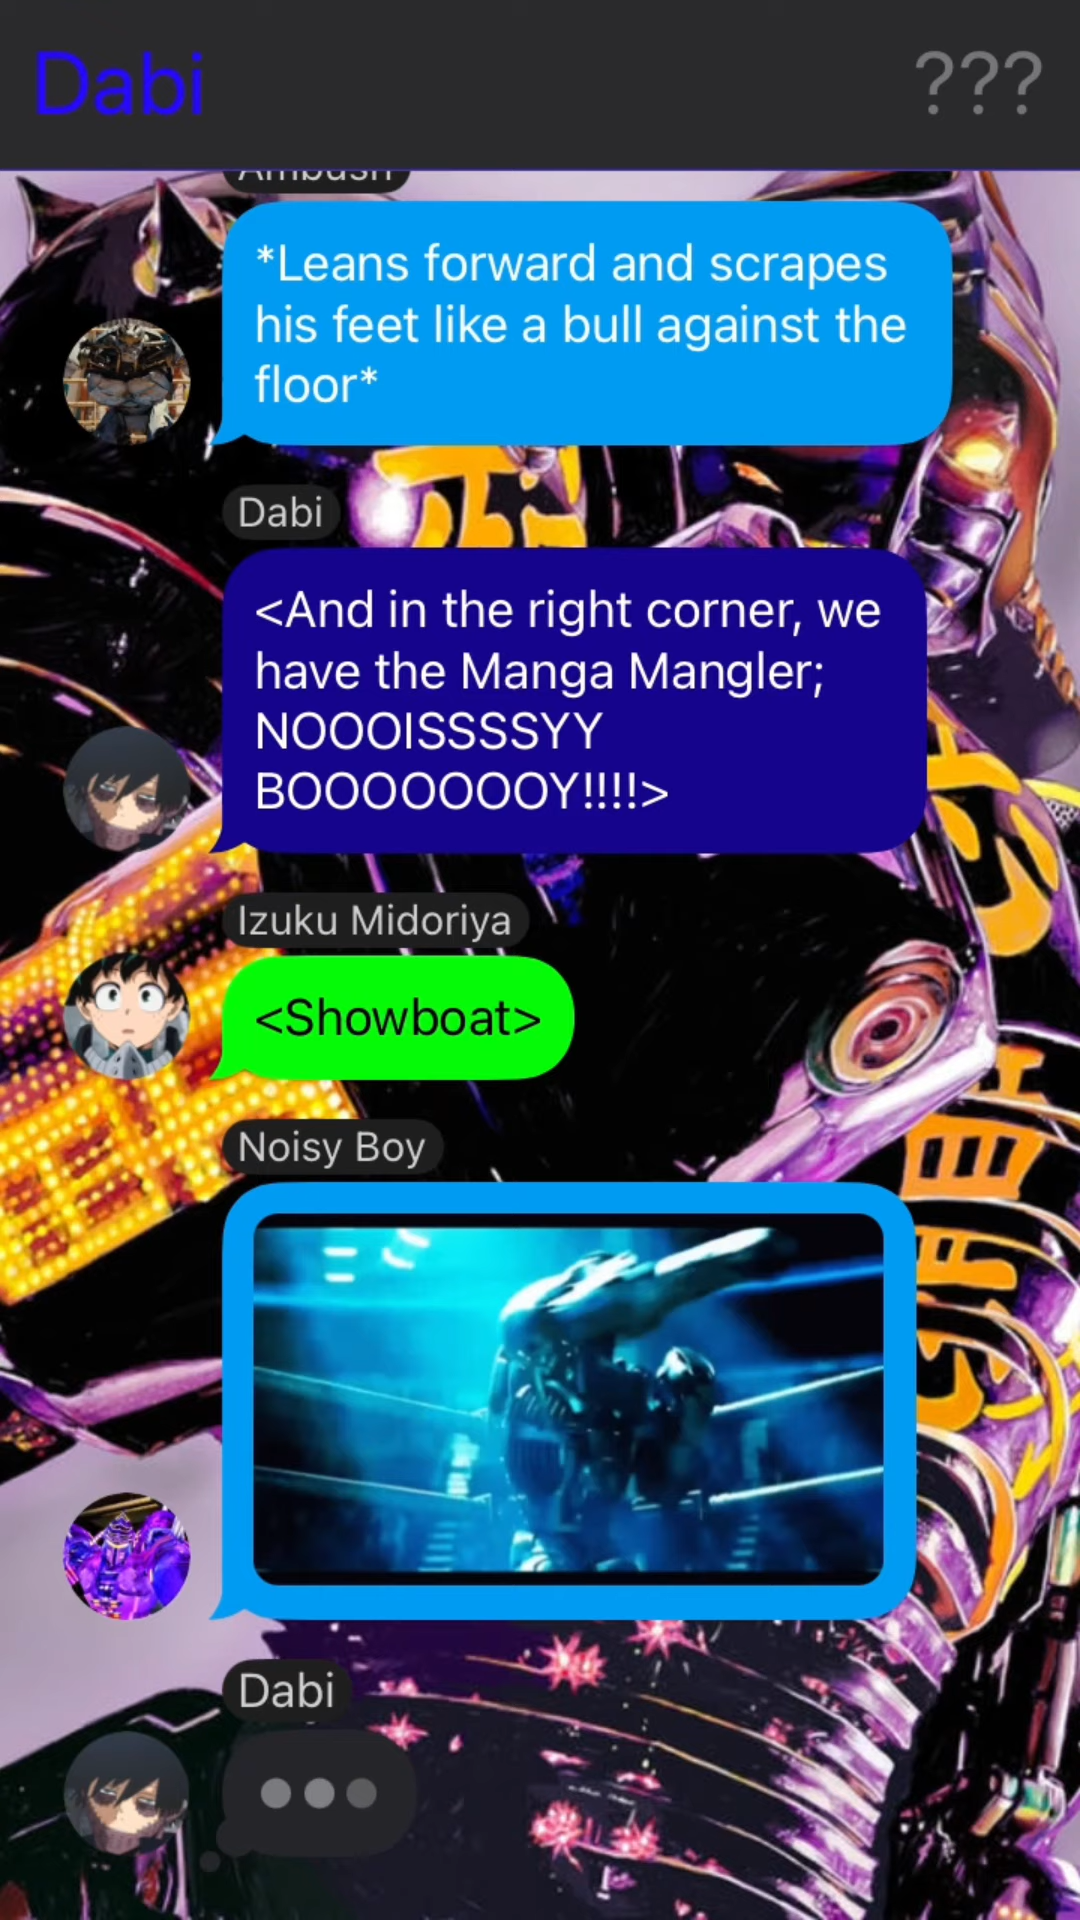 Dabi
???
Ambush
*Leans forward and scrapes
his feet like a bull against the
floor*
Dabi
<And in the right corner, we
have the Manga Mangler;
NOOOISSSSYY
BOOOOOOOY!!!!>
Izuku Midoriya
<Showboat>
Noisy Boy
Dabi